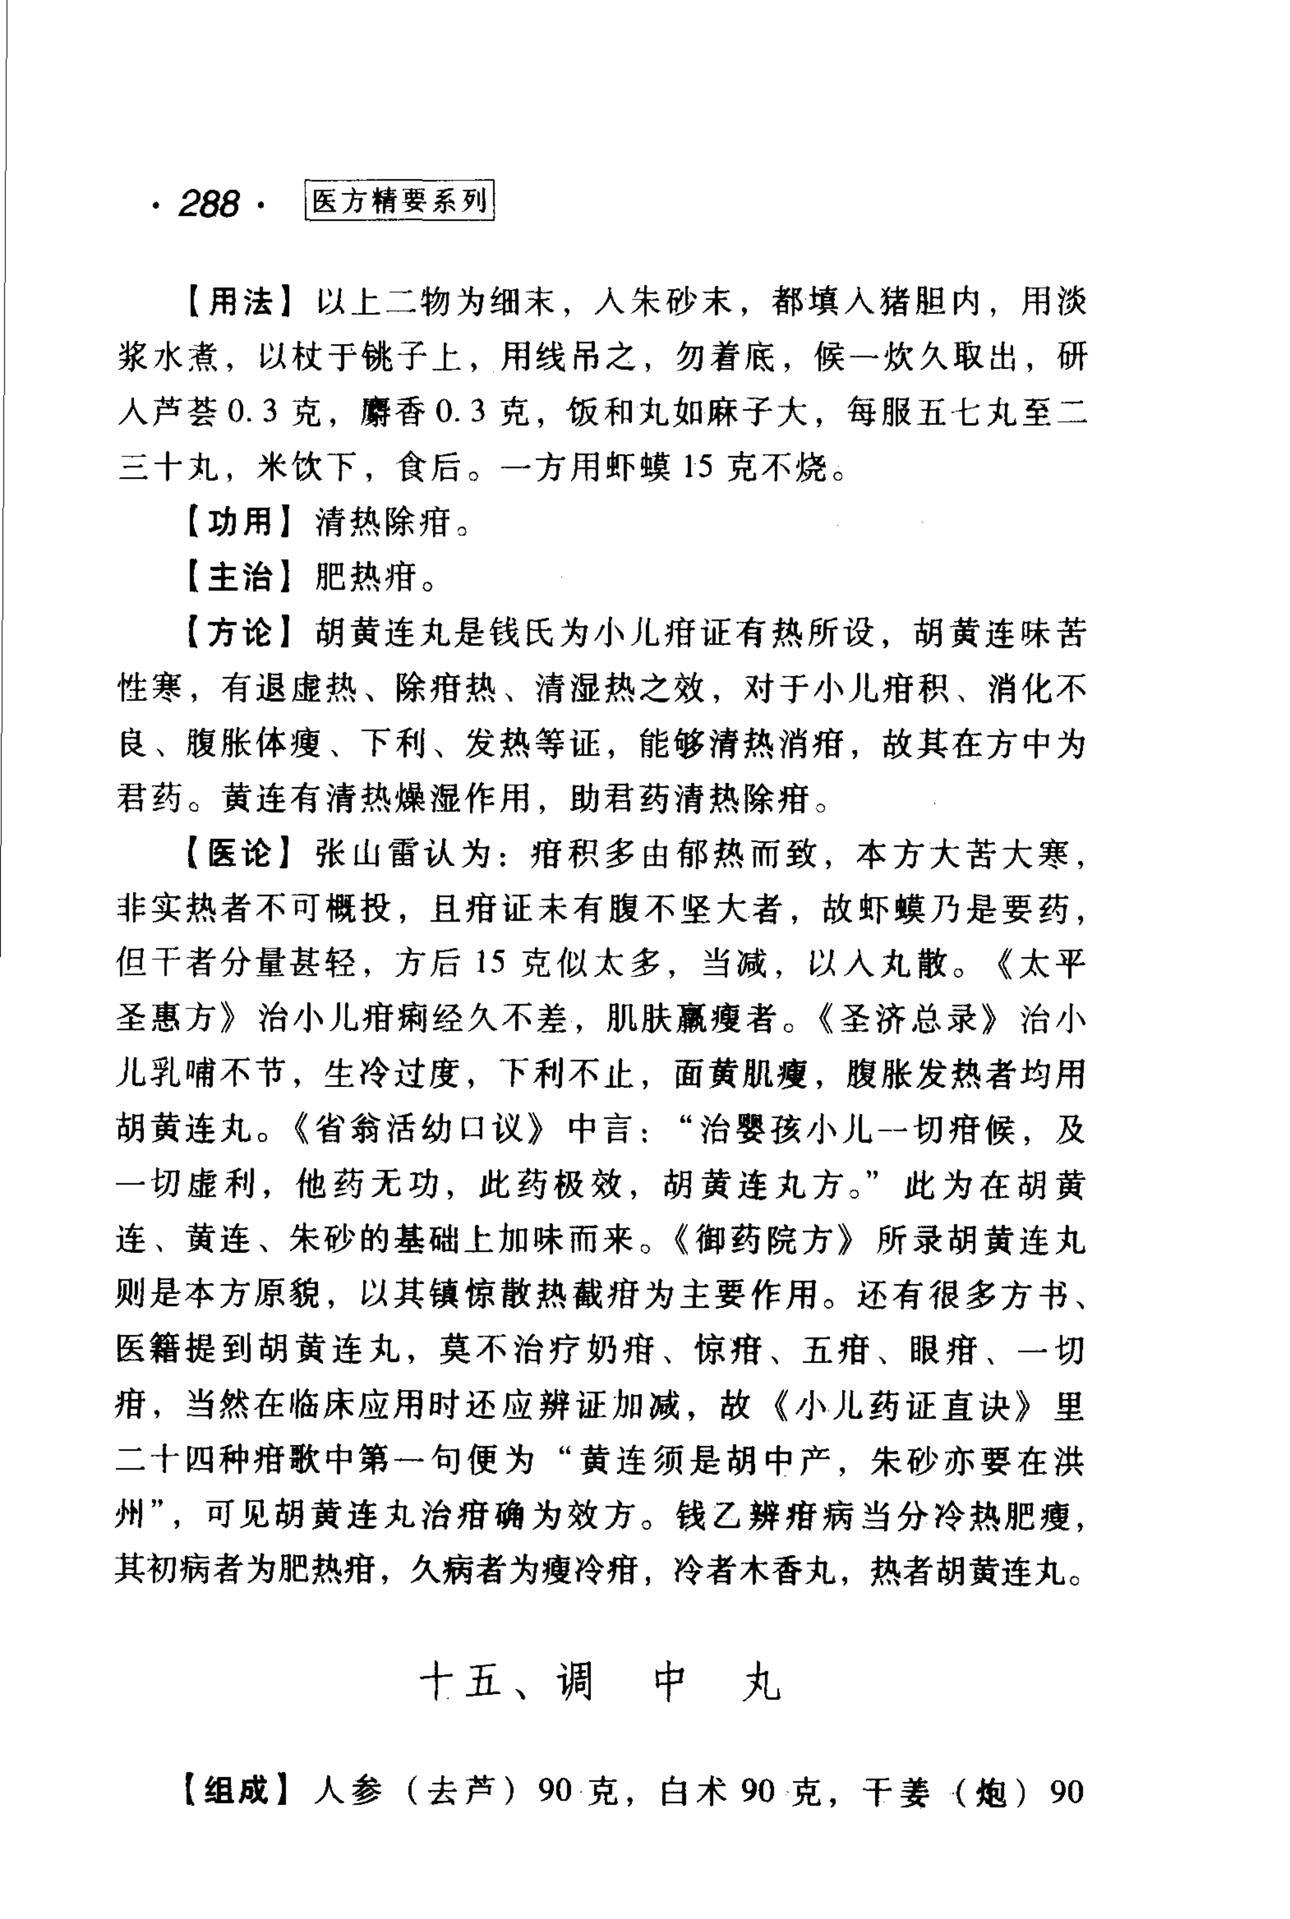 ·288· 医方精要系列
【用法】以上二物为细末，入朱砂末，都填入猪胆内，用淡
浆水煮，以杖于铫子上，用线吊之，勿着底，候一炊久取出，研
入芦荟0.3克，麝香0.3克，饭和丸如麻子大，每服五七丸至二
三十丸，米饮下，食后。一方用虾蟆15克不烧。
【功用】清热除疳。
【主治】肥热疳。
【方论】胡黄连丸是钱氏为小儿疳证有热所设，胡黄连味苦
性寒，有退虚热、除疳热、清湿热之效，对于小儿疳积、消化不
良、腹胀体瘦、下利、发热等证，能够清热消疳，故其在方中为
君药。黄连有清热燥湿作用，助君药清热除疳。
【医论】张山雷认为：疳积多由郁热而致，本方大苦大寒，
非实热者不可概投，且疳证未有腹不坚大者，故虾蟆乃是要药，
但干者分量甚轻，方后15克似太多，当减，以入丸散。《太平
圣惠方》治小儿疳痢经久不差，肌肤羸瘦者。《圣济总录》治小
儿乳哺不节，生冷过度，下利不止，面黄肌瘦，腹胀发热者均用
胡黄连丸。《省翁活幼口议》中言：“治婴孩小儿一切疳候，及
一切虚利，他药无功，此药极效，胡黄连丸方。”此为在胡黄
连、黄连、朱砂的基础上加味而来。《御药院方》所录胡黄连丸
则是本方原貌，以其镇惊散热截疳为主要作用。还有很多方书、
医籍提到胡黄连丸，莫不治疗奶疳、惊疳、五疳、眼疳、一切
疳，当然在临床应用时还应辨证加减，故《小儿药证直诀》里
二十四种疳歌中第一句便为“黄连须是胡中产，朱砂亦要在洪
州”，可见胡黄连丸治疳确为效方。钱乙辨疳病当分冷热肥瘦，
其初病者为肥热疳，久病者为瘦冷疳，冷者木香丸，热者胡黄连丸。
十五、调中丸
【组成】人参（去芦）90克，白术90克，干姜（炮）90